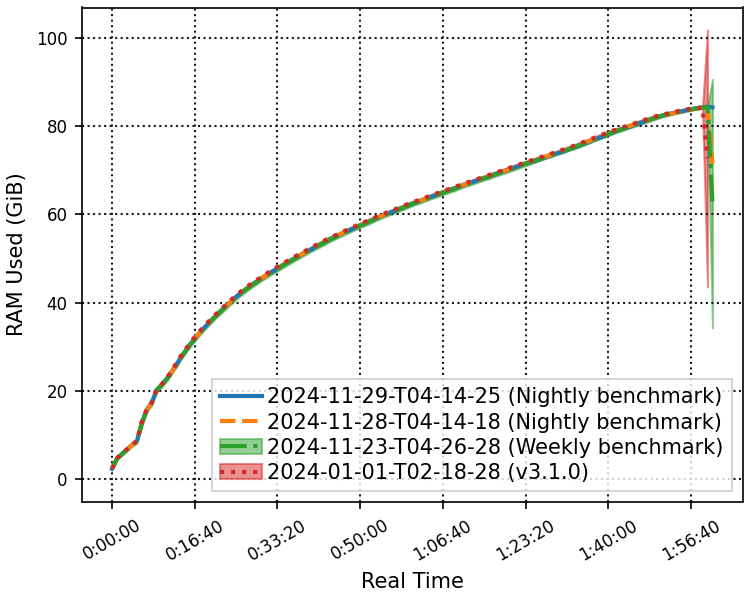 100
80
60
40
20
0
RAM Used (GiB)
2024-11-29-T04-14-25 (Nightly benchmark)
2024-11-28-T04-14-18 (Nightly benchmark)
2024-11-23-T04-26-28 (Weekly benchmark)
2024-01-01-T02-18-28 (v3.1.0)
0:00:00
0:16:40
0:33:20
0:50:00
1:06:40
1:23:20
1:40:00
1:56:40
Real Time